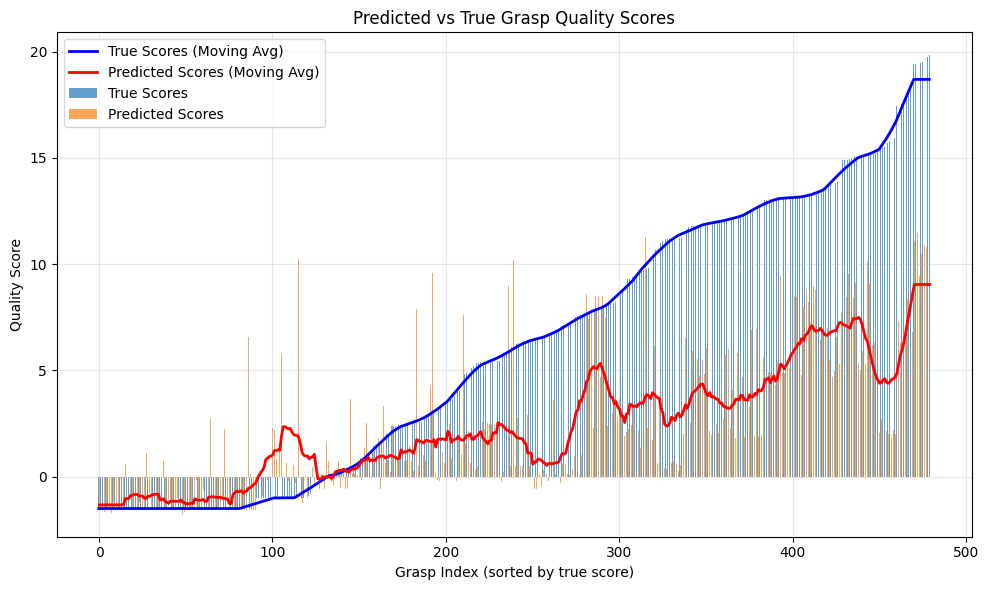 Predicted vs True Grasp Quality Scores
True Scores (Moving Avg)
Predicted Scores (Moving Avg)
True Scores
Predicted Scores
Quality Score
20
15
10
5
0
0 100 200 300 400 500
Grasp Index (sorted by true score)